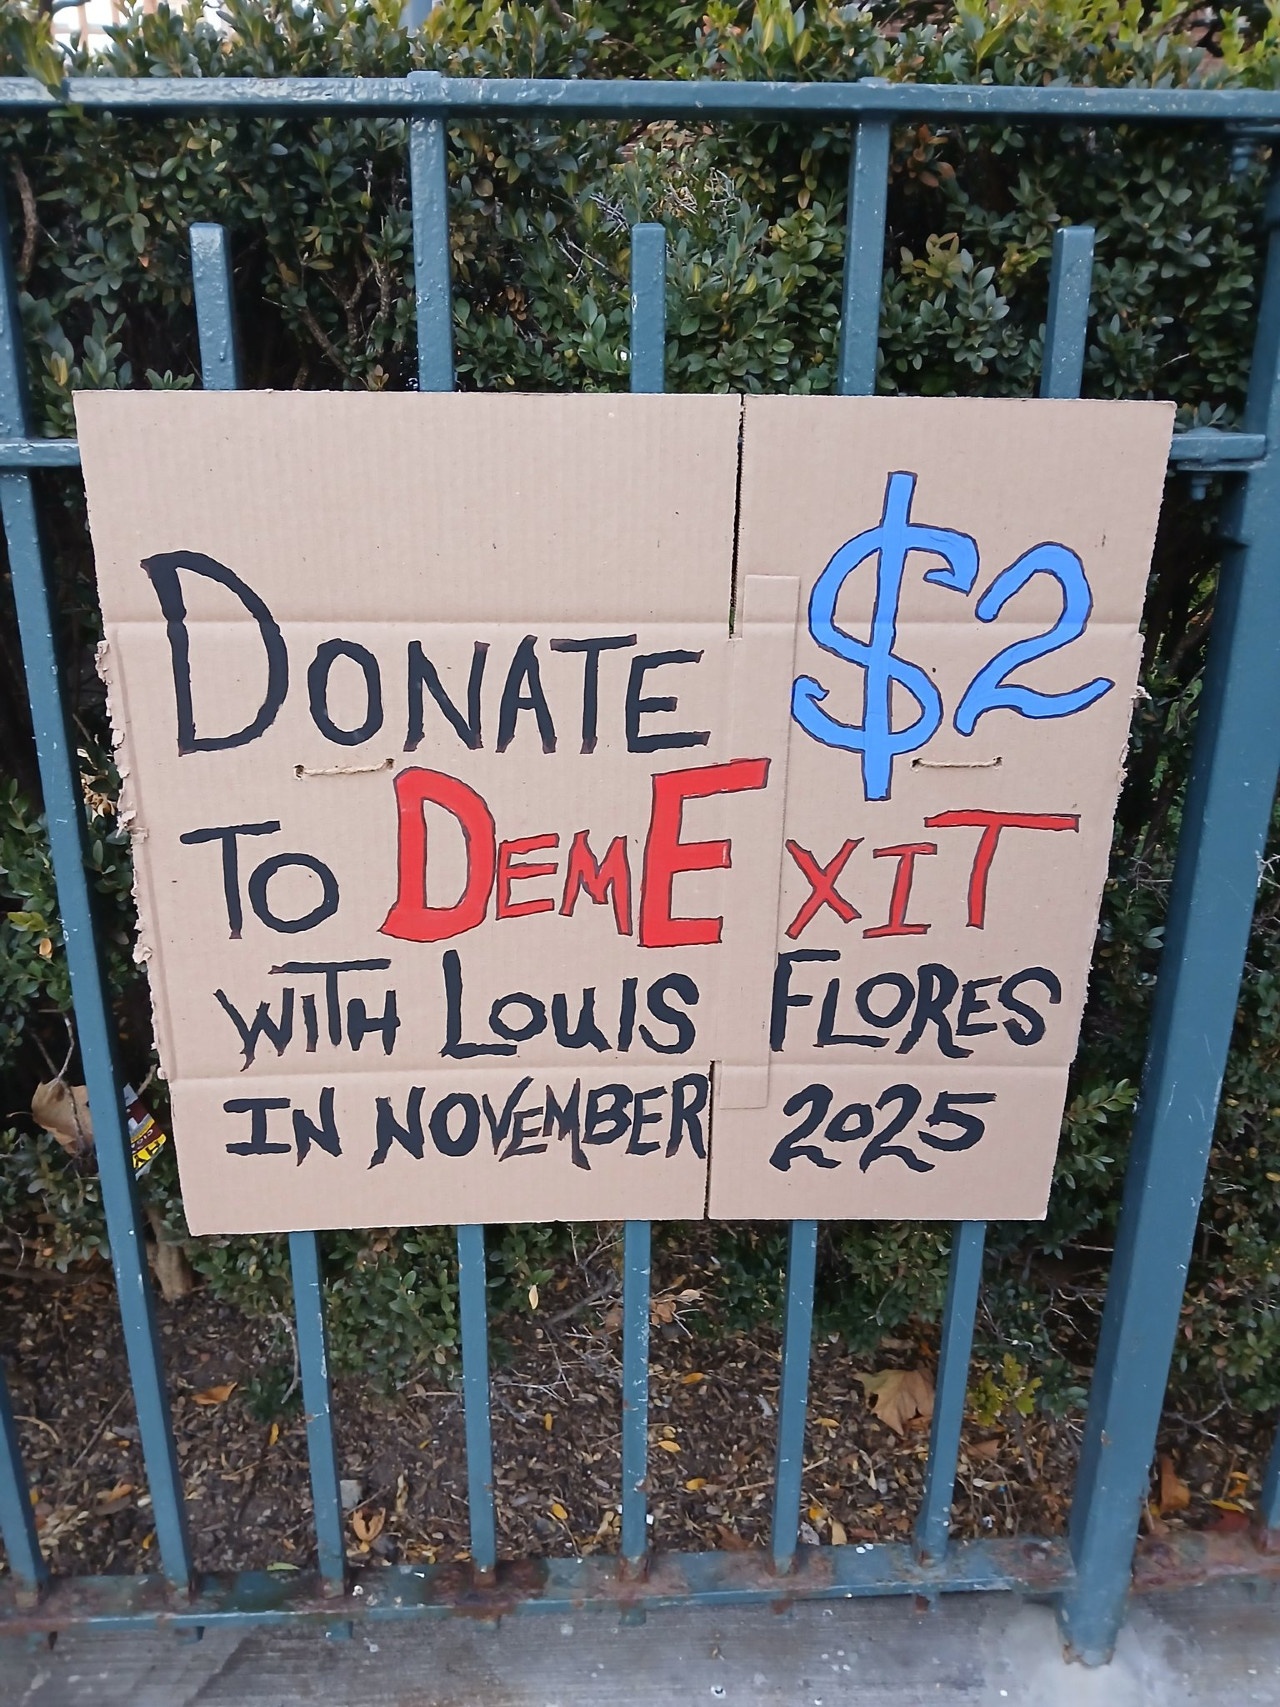 DONATE $2
TO DEMEXIT
WITH LOUIS FLORES
IN NOVEMBER 2025